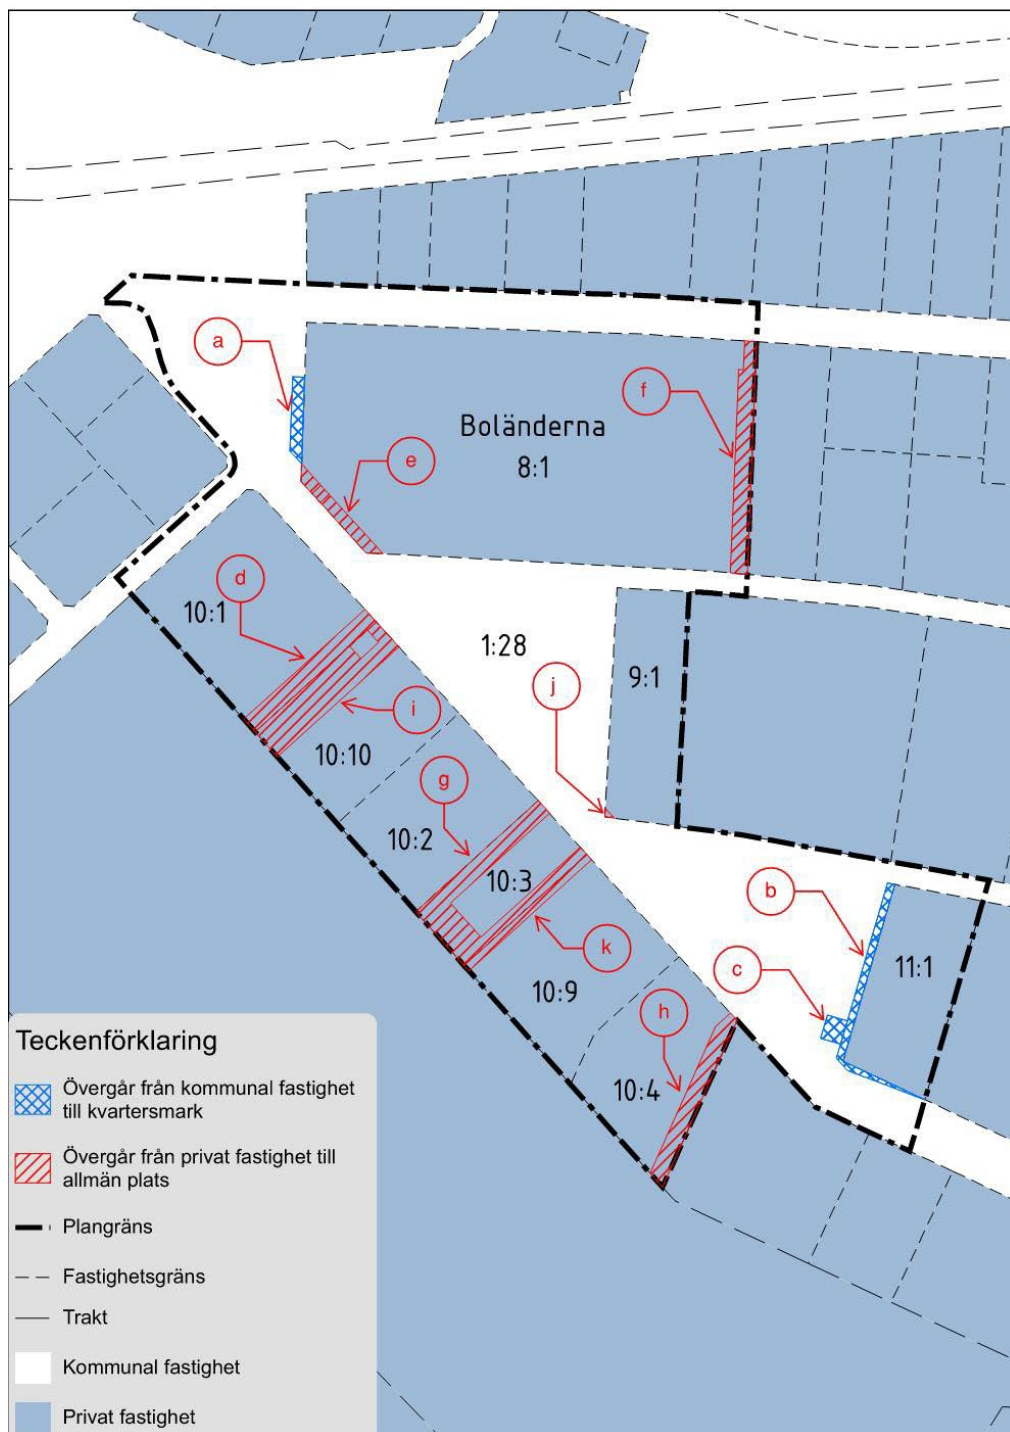 a
f
Boländerna
8:1
e
d
10:1
1:28
j
9:1
i
10:10
g
10:2
10:3
b
k
c
11:1
10:9
h
10:4
Teckenförklaring
Övergår från kommunal fastighet
till kvartersmark
Övergår från privat fastighet till
allmän plats
Plangräns
Fastighetsgräns
Trakt
Kommunal fastighet
Privat fastighet